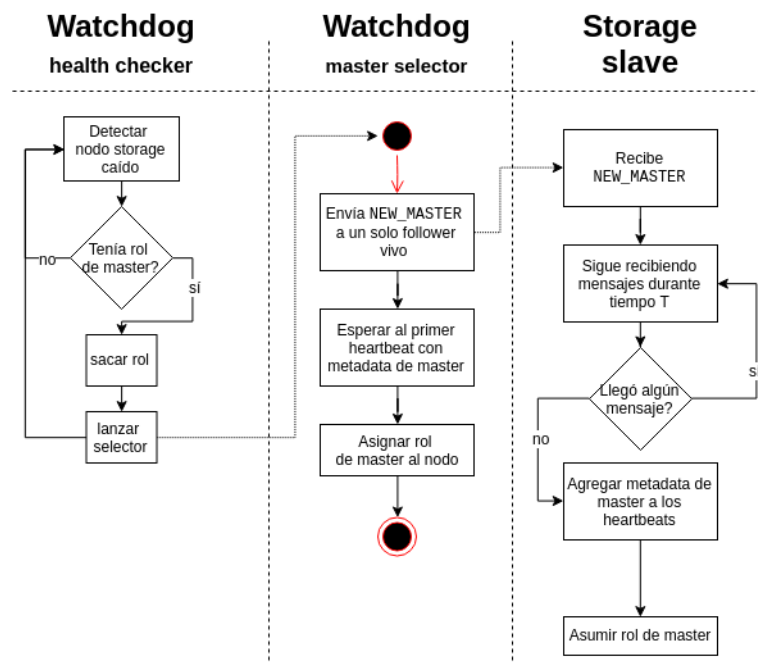 Watchdog
health checker
Detectar
nodo storage
caído
Tenía rol
de master?
no
sí
sacar rol
lanzar
selector
Watchdog
master selector
Envía NEW_MASTER
a un solo follower
vivo
Esperar al primer
heartbeat con
metadata de master
Asignar rol
de master al nodo
Storage
slave
Recibe
NEW_MASTER
Sigue recibiendo
mensajes durante
tiempo T
Llegó algún
mensaje?
sí
no
Agregar metadata de
master a los
heartbeats
Asumir rol de master